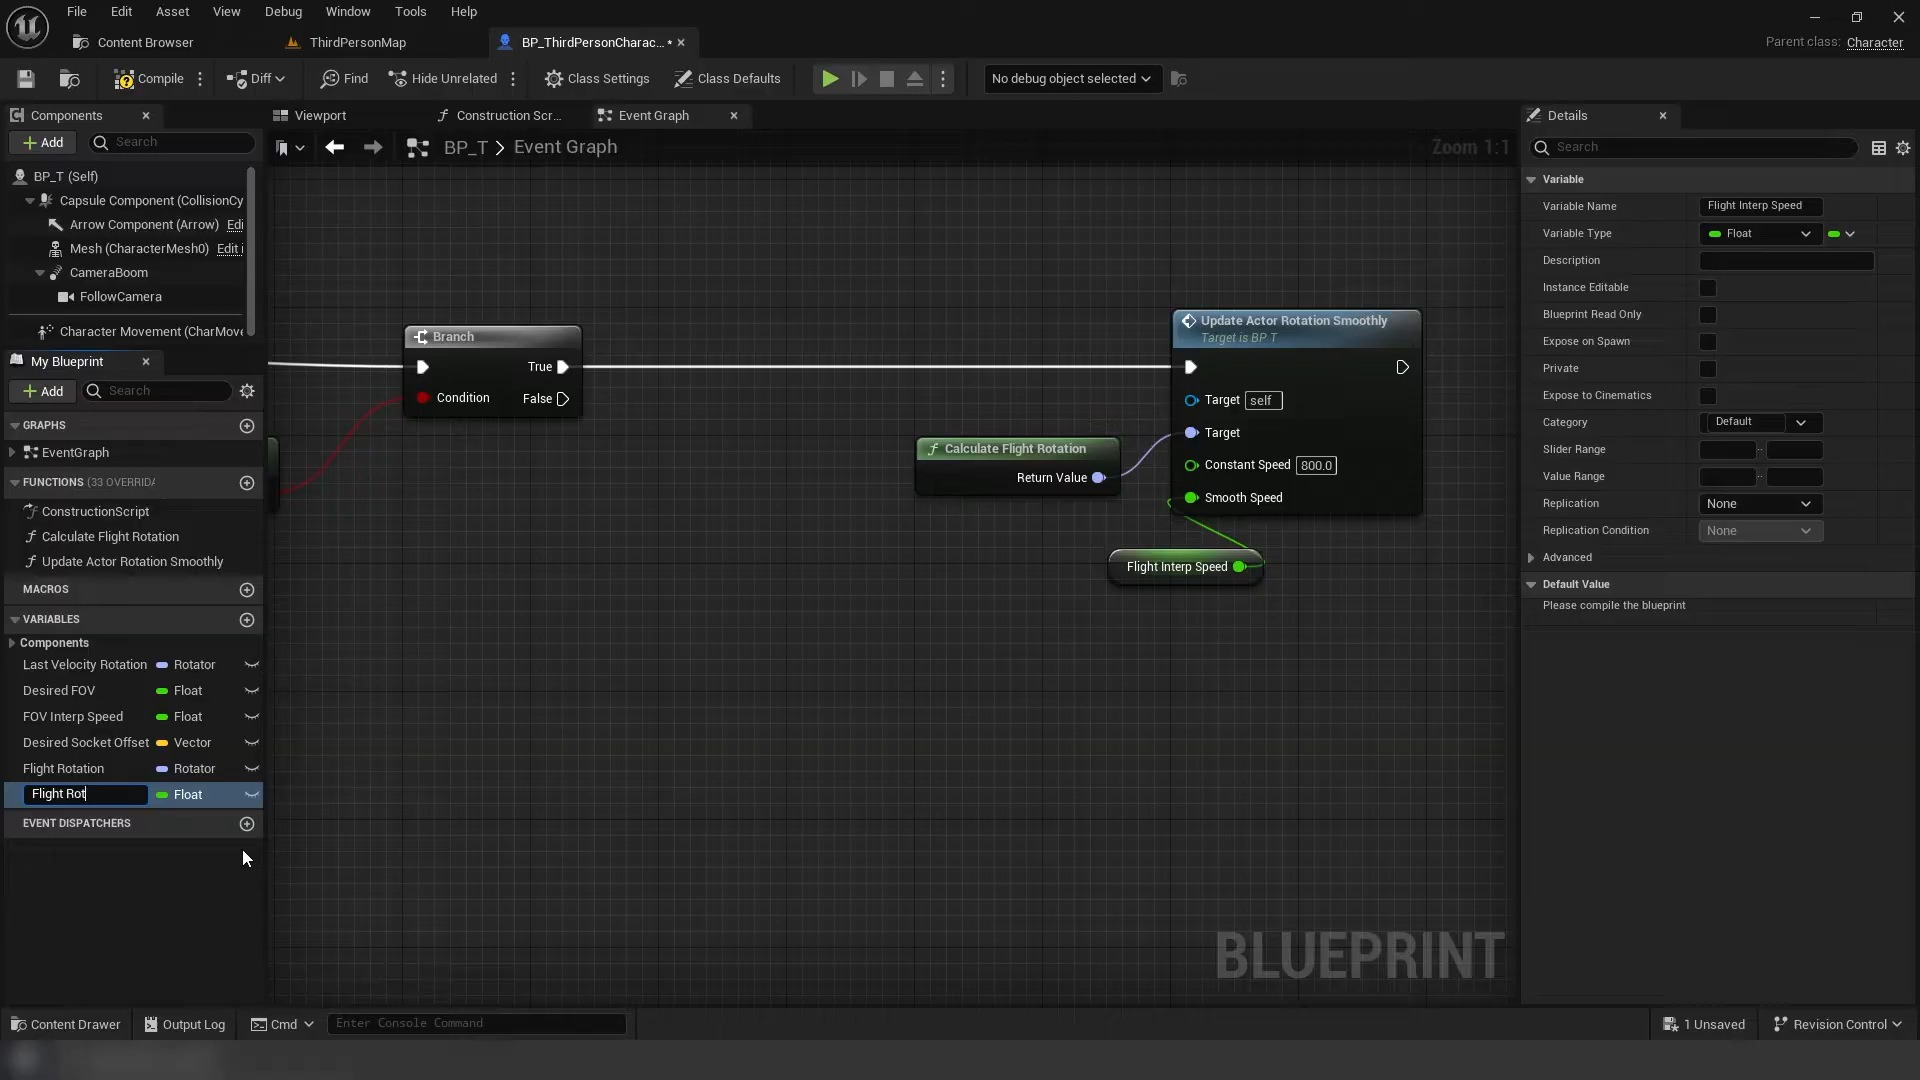 File Edit Asset View Debug Window Tools Help
Content Browser ThirdPersonMap BP_ThirdPersonCharac... •
Parent class: Character
Compile Diff Find Hide Unrelated Class Settings Class Defaults No debug object selected
Components
Add Search
BP_T (Self)
Capsule Component (CollisionCy
Arrow Component (Arrow) Edi
Mesh (CharacterMesh0) Edit i
CameraBoom
FollowCamera
Character Movement (CharMove
My Blueprint
Add Search
GRAPHS
EventGraph
FUNCTIONS (33 OVERRIDA
ConstructionScript
Calculate Flight Rotation
Update Actor Rotation Smoothly
MACROS
VARIABLES
Components
Last Velocity Rotation Rotator
Desired FOV Float
FOV Interp Speed Float
Desired Socket Offset Vector
Flight Rotation Rotator
Flight Rot Float
EVENT DISPATCHERS
Viewport Construction Scr... Event Graph
BP_T > Event Graph
Zoom 1:1
Branch
True
Condition False
Calculate Flight Rotation
Return Value
Update Actor Rotation Smoothly
Target is BP T
Target self
Target
Constant Speed 800.0
Smooth Speed
Flight Interp Speed
BLUEPRINT
Details
Search
Variable
Variable Name Flight Interp Speed
Variable Type Float
Description
Instance Editable
Blueprint Read Only
Expose on Spawn
Private
Expose to Cinematics
Category Default
Slider Range
Value Range
Replication None
Replication Condition None
Advanced
Default Value
Please compile the blueprint
Content Drawer Output Log Cmd Enter Console Command 1 Unsaved Revision Control